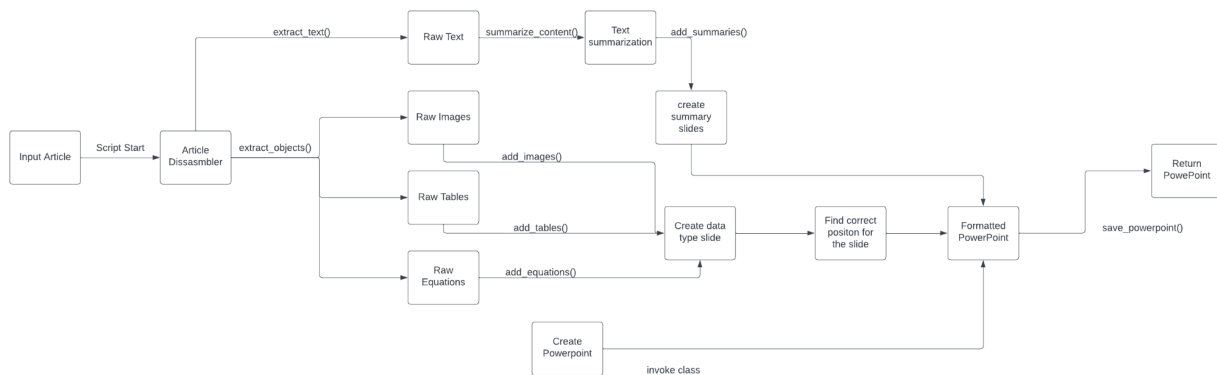 extract_text()
Raw Text
summarize_content()
Text
summarization
add_summaries()
Raw Images
create
summary
slides
Input Article
Script Start
Article
Dissasmbler
extract_objects()
add_images()
Return
PowePoint
Raw Tables
add_tables()
Create data
type slide
Find correct
positon for
the slide
Formatted
PowerPoint
save_powerpoint()
Raw
Equations
add_equations()
Create
Powerpoint
invoke class